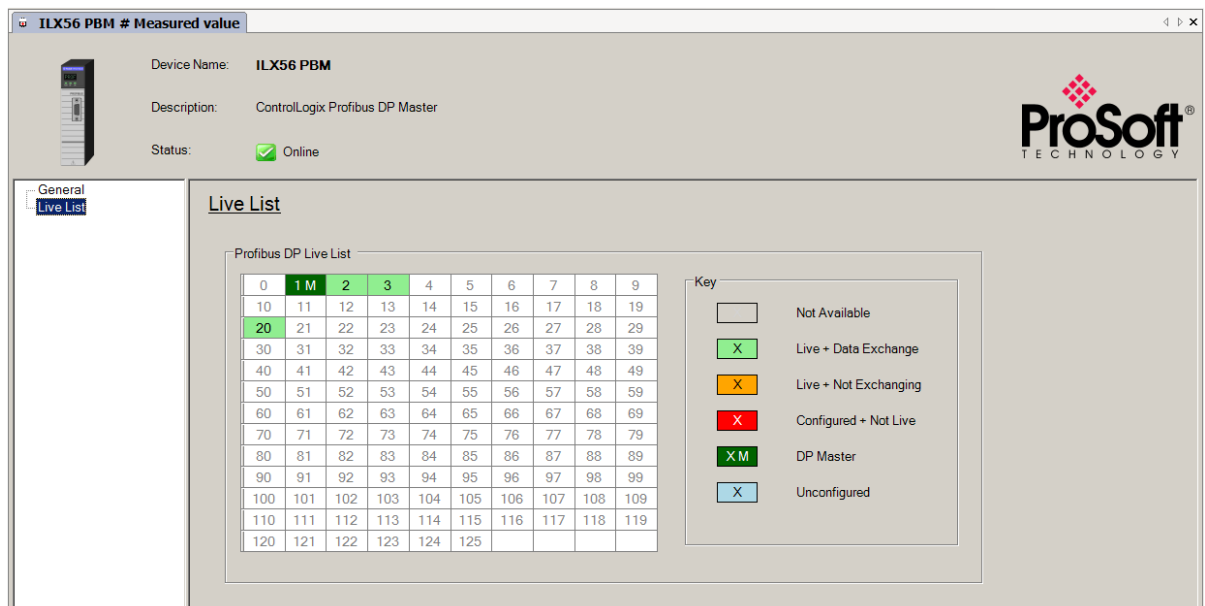 ILX56 PBM # Measured value
Device Name: ILX56 PBM
Description: ControlLogix Profibus DP Master
Status: Online
ProSoft®
TECHNOLOGY
General
Live List
Live List
Profibus DP Live List
0 1 M 2 3 4 5 6 7 8 9
10 11 12 13 14 15 16 17 18 19
20 21 22 23 24 25 26 27 28 29
30 31 32 33 34 35 36 37 38 39
40 41 42 43 44 45 46 47 48 49
50 51 52 53 54 55 56 57 58 59
60 61 62 63 64 65 66 67 68 69
70 71 72 73 74 75 76 77 78 79
80 81 82 83 84 85 86 87 88 89
90 91 92 93 94 95 96 97 98 99
100 101 102 103 104 105 106 107 108 109
110 111 112 113 114 115 116 117 118 119
120 121 122 123 124 125
Key
Not Available
X Live + Data Exchange
X Live + Not Exchanging
X Configured + Not Live
X M DP Master
X Unconfigured